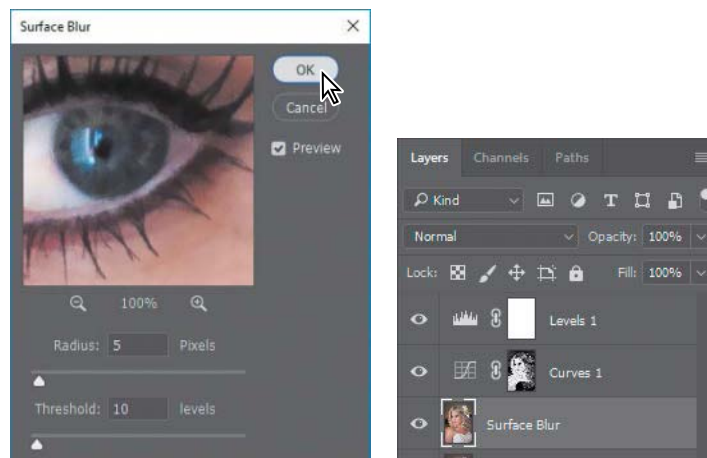 Surface Blur
OK
Cancel
Preview
100%
Radius: 5 Pixels
Threshold: 10 levels
Layers Channels Paths
Kind T
Normal Opacity: 100%
Lock: Fill: 100%
Levels 1
Curves 1
Surface Blur